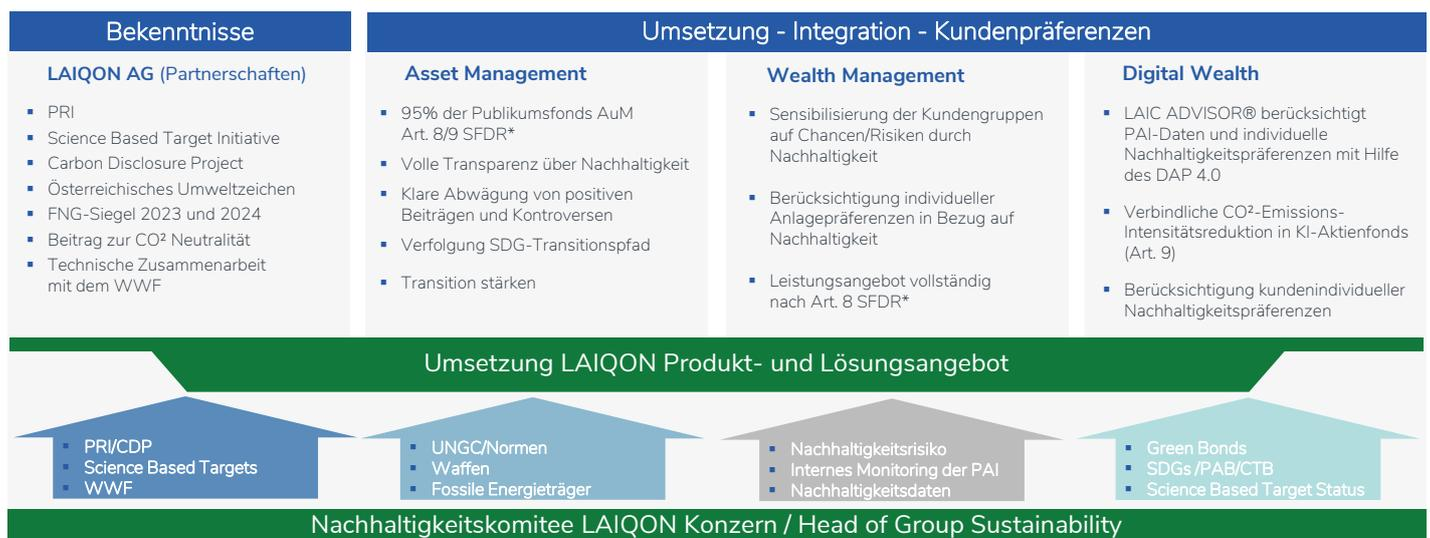 Bekenntnisse
Umsetzung - Integration - Kundenpräferenzen
LAIQON AG (Partnerschaften)
▪ PRI
▪ Science Based Target Initiative
▪ Carbon Disclosure Project
▪ Österreichisches Umweltzeichen
▪ FNG-Siegel 2023 und 2024
▪ Beitrag zur CO² Neutralität
▪ Technische Zusammenarbeit
mit dem WWF
Asset Management
▪ 95% der Publikumsfonds AuM
Art. 8/9 SFDR*
▪ Volle Transparenz über Nachhaltigkeit
▪ Klare Abwägung von positiven
Beiträgen und Kontroversen
▪ Verfolgung SDG-Transitionspfad
▪ Transition stärken
Wealth Management
▪ Sensibilisierung der Kundengruppen
auf Chancen/Risiken durch
Nachhaltigkeit
▪ Berücksichtigung individueller
Anlagepräferenzen in Bezug auf
Nachhaltigkeit
▪ Leistungsangebot vollständig
nach Art. 8 SFDR*
Digital Wealth
▪ LAIC ADVISOR® berücksichtigt
PAI-Daten und individuelle
Nachhaltigkeitspräferenzen mit Hilfe
des DAP 4.0
▪ Verbindliche CO²-Emissions-
Intensitätsreduktion in KI-Aktienfonds
(Art. 9)
▪ Berücksichtigung kundenindividueller
Nachhaltigkeitspräferenzen
Umsetzung LAIQON Produkt- und Lösungsangebot
▪ PRI/CDP
▪ Science Based Targets
▪ WWF
▪ UNGC/Normen
▪ Waffen
▪ Fossile Energieträger
▪ Nachhaltigkeitsrisiko
▪ Internes Monitoring der PAI
▪ Nachhaltigkeitsdaten
▪ Green Bonds
▪ SDGs /PAB/CTB
▪ Science Based Target Status
Nachhaltigkeitskomitee LAIQON Konzern / Head of Group Sustainability